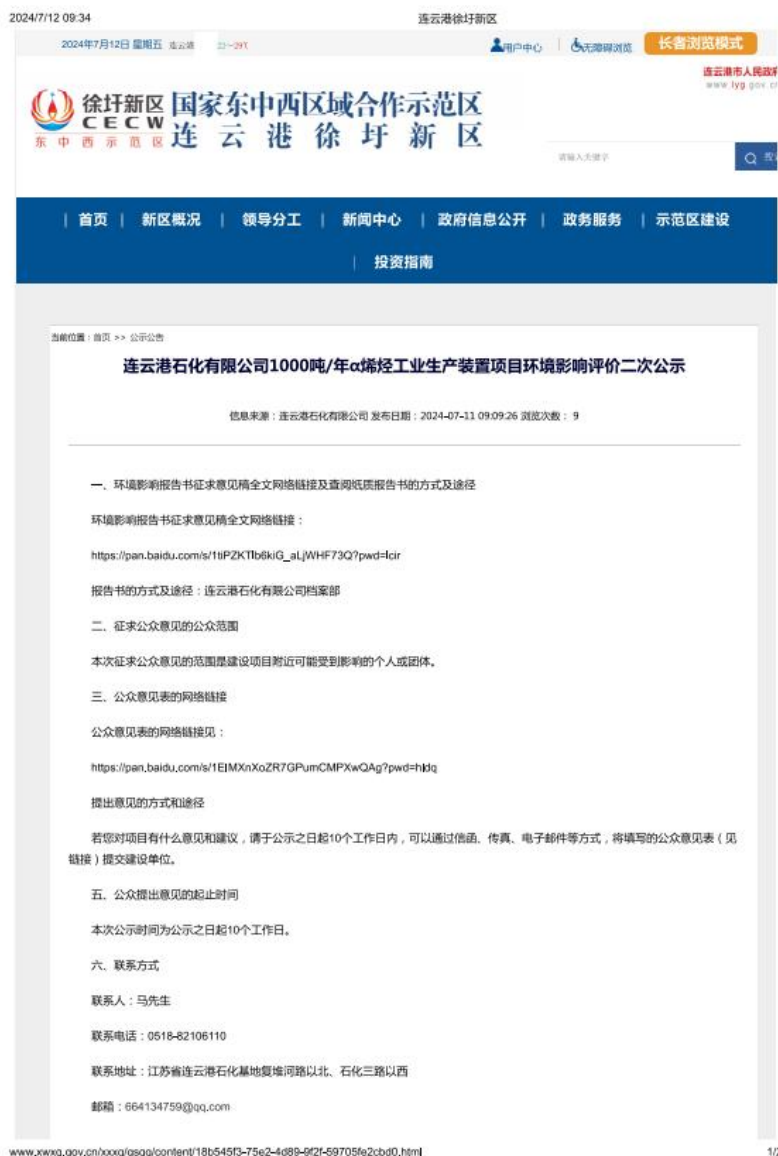 2024/7/12 09:34
连云港徐圩新区
2024年7月12日 星期五 连云港 22~29℃
用户中心 | 无障碍浏览 长者浏览模式
连云港市人民政府
www.lyg.gov.cn
徐圩新区
CECW
东中西示范区
国家东中西区域合作示范区
连云港徐圩新区
请输入关键字
| 首页 | 新区概况 | 领导分工 | 新闻中心 | 政府信息公开 | 政务服务 | 示范区建设
| 投资指南
当前位置：首页 >> 公示公告
连云港石化有限公司1000吨/年α烯烃工业生产装置项目环境影响评价二次公示
信息来源：连云港石化有限公司 发布日期：2024-07-11 09:09:26 浏览次数： 9
一、环境影响报告书征求意见稿全文网络链接及查阅纸质报告书的方式及途径
环境影响报告书征求意见稿全文网络链接：
https://pan.baidu.com/s/1tiPZKTlb6kiG_aLjWHF73Q?pwd=lcir
报告书的方式及途径：连云港石化有限公司档案部
二、征求公众意见的公众范围
本次征求公众意见的范围是建设项目附近可能受到影响的个人或团体。
三、公众意见表的网络链接
公众意见表的网络链接见：
https://pan.baidu.com/s/1EIMXnXoZR7GPumCMPXwQAg?pwd=hldq
提出意见的方式和途径
若您对项目有什么意见和建议，请于公示之日起10个工作日内，可以通过信函、传真、电子邮件等方式，将填写的公众意见表（见
链接）提交建设单位。
五、公众提出意见的起止时间
本次公示时间为公示之日起10个工作日。
六、联系方式
联系人：马先生
联系电话：0518-82106110
联系地址：江苏省连云港石化基地复堆河路以北、石化三路以西
邮箱：664134759@qq.com
www.xwxq.gov.cn/xxxq/gsgg/content/18b545f3-75e2-4d89-9f2f-59705fe2cbd0.html
1/2